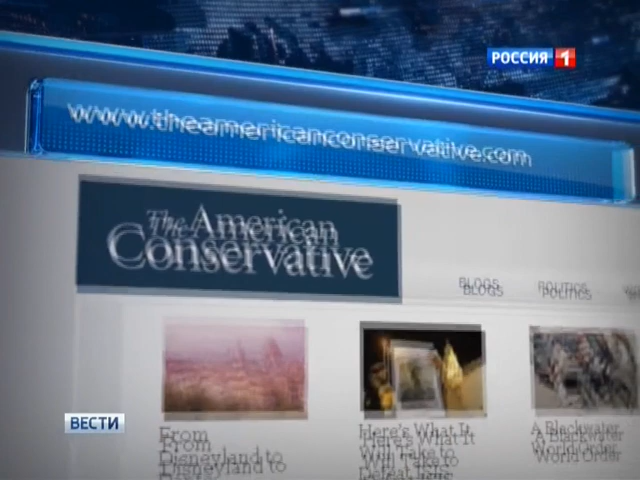 РОССИЯ 1
www.theamericanconservative.com
The American
Conservative
BLOGS
POLITICS
From
Disneyland to
Here's What It
Will Take to
A Blackwater
World Order
ВЕСТИ